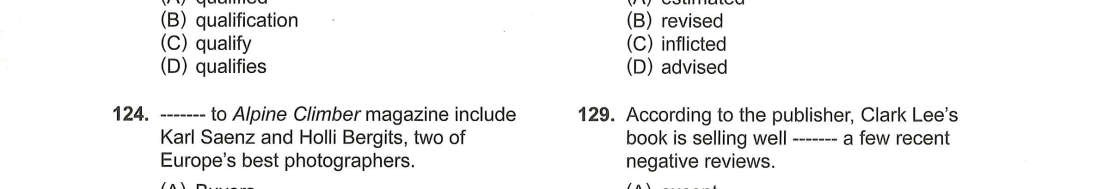 (B) qualification
(C) qualify
(D) qualifies
124. ------- to Alpine Climber magazine include
Karl Saenz and Holli Bergits, two of
Europe's best photographers.
(B) revised
(C) inflicted
(D) advised
129. According to the publisher, Clark Lee's
book is selling well ------- a few recent
negative reviews.